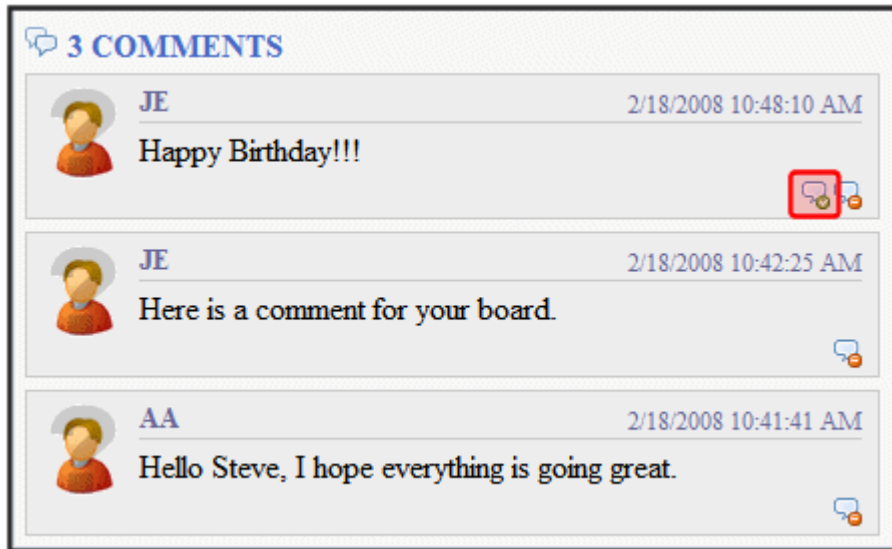 3 COMMENTS
JE 2/18/2008 10:48:10 AM
Happy Birthday!!!
JE 2/18/2008 10:42:25 AM
Here is a comment for your board.
AA 2/18/2008 10:41:41 AM
Hello Steve, I hope everything is going great.